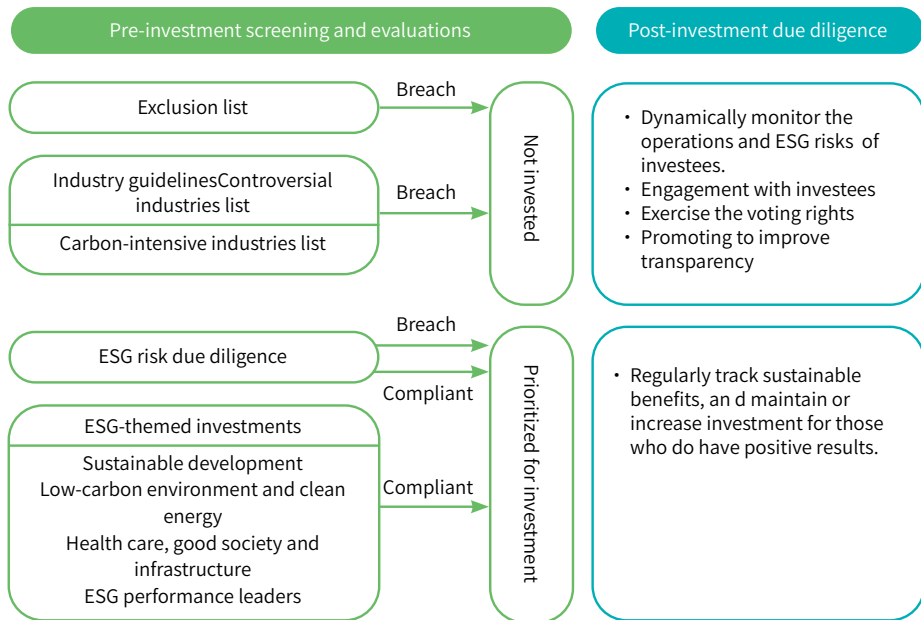 Pre-investment screening and evaluations
Post-investment due diligence
Exclusion list
Breach
Industry guidelinesControversial
industries list
Carbon-intensive industries list
Breach
Not invested
· Dynamically monitor the
operations and ESG risks of
investees.
· Engagement with investees
· Exercise the voting rights
· Promoting to improve
transparency
ESG risk due diligence
Breach
Compliant
ESG-themed investments
Sustainable development
Low-carbon environment and clean
energy
Health care, good society and
infrastructure
ESG performance leaders
Compliant
Prioritized for investment
· Regularly track sustainable
benefits, an d maintain or
increase investment for those
who do have positive results.